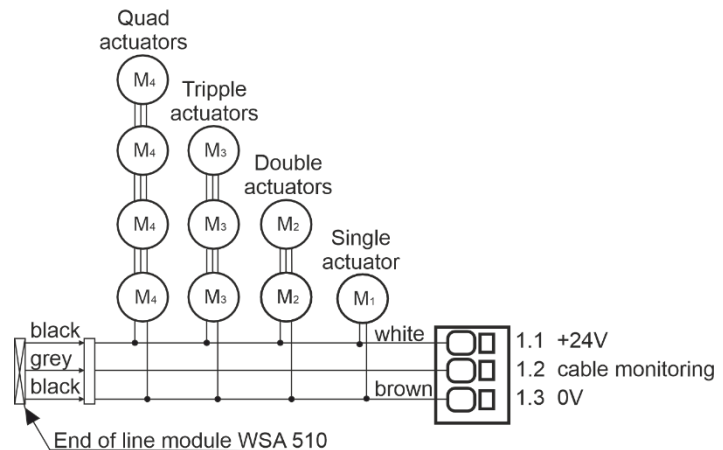 Quad
actuators
M4
Tripple
actuators
M4
M3
Double
actuators
M4
M3
M2
Single
actuator
M4
M3
M2
M1
black
white
1.1 +24V
grey
1.2 cable monitoring
black
brown
1.3 0V
End of line module WSA 510